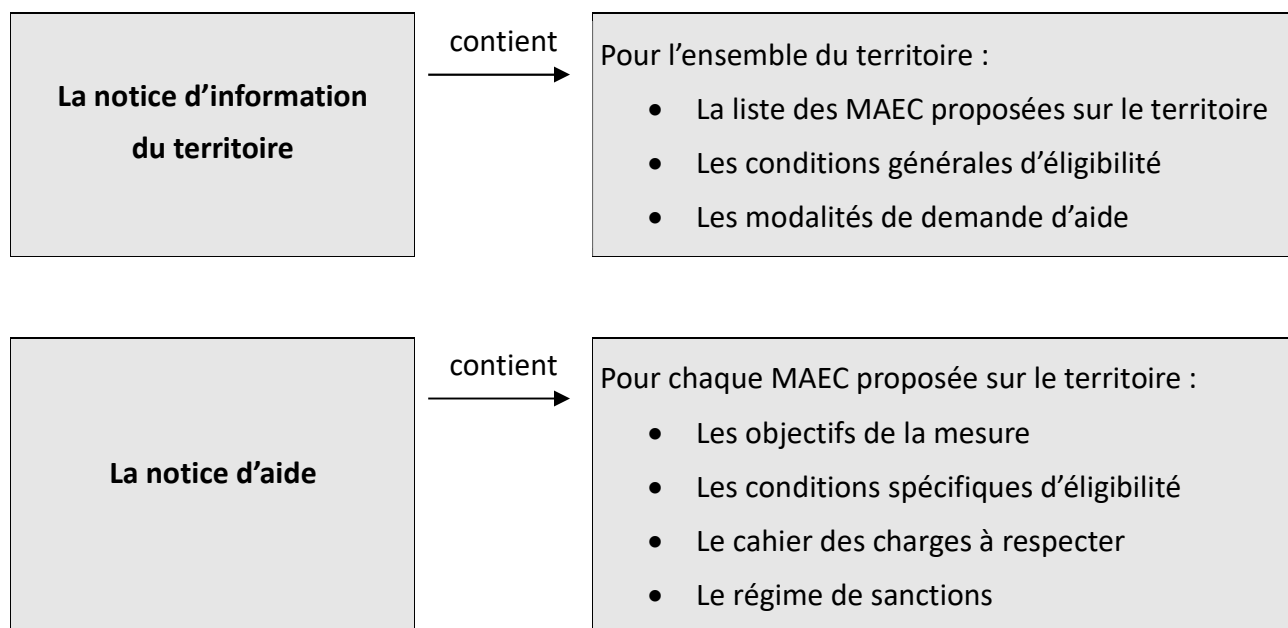 La notice d’information
du territoire
contient
Pour l’ensemble du territoire :
• La liste des MAEC proposées sur le territoire
• Les conditions générales d’éligibilité
• Les modalités de demande d’aide
La notice d’aide
contient
Pour chaque MAEC proposée sur le territoire :
• Les objectifs de la mesure
• Les conditions spécifiques d’éligibilité
• Le cahier des charges à respecter
• Le régime de sanctions